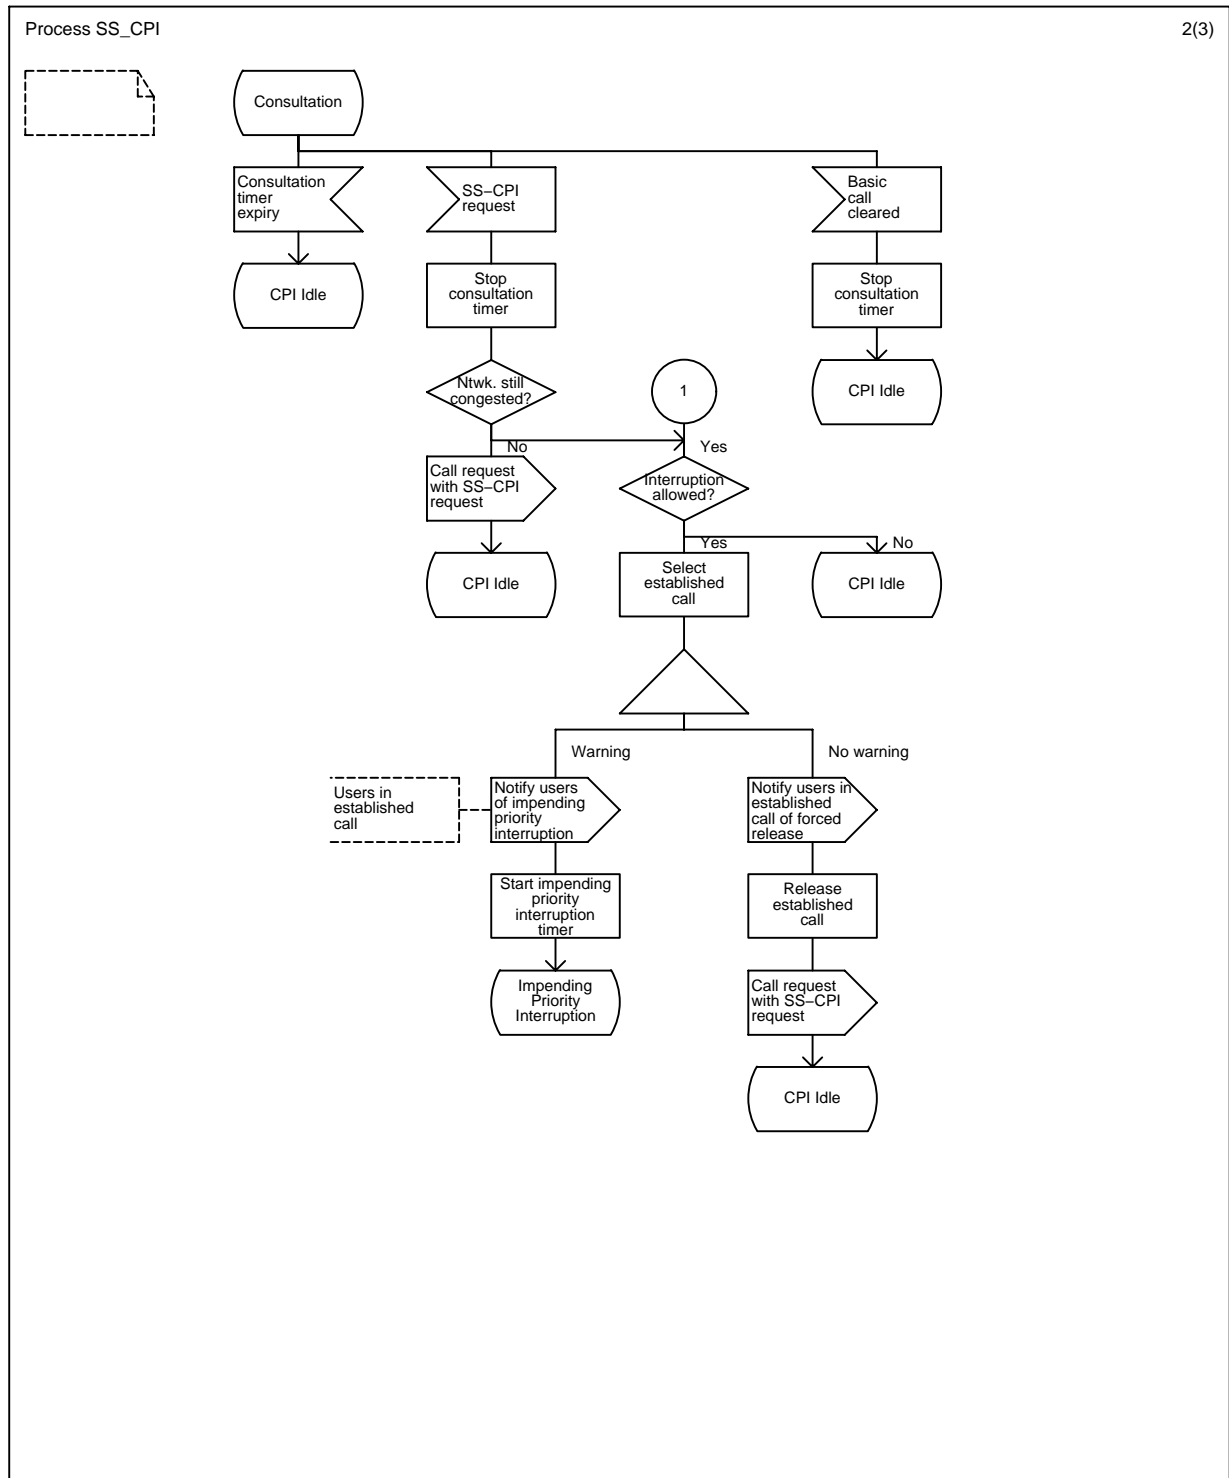 Process SS_CPI
2(3)
Consultation
Consultation
timer
expiry
SS−CPI
request
Basic
call
cleared
CPI Idle
Stop
consultation
timer
Stop
consultation
timer
Ntwk. still
congested?
1
CPI Idle
No
Yes
Call request
with SS−CPI
request
Interruption
allowed?
Yes
No
CPI Idle
Select
established
call
CPI Idle
Warning
No warning
Users in
established
call
Notify users
of impending
priority
interruption
Notify users in
established
call of forced
release
Start impending
priority
interruption
timer
Release
established
call
Impending
Priority
Interruption
Call request
with SS−CPI
request
CPI Idle